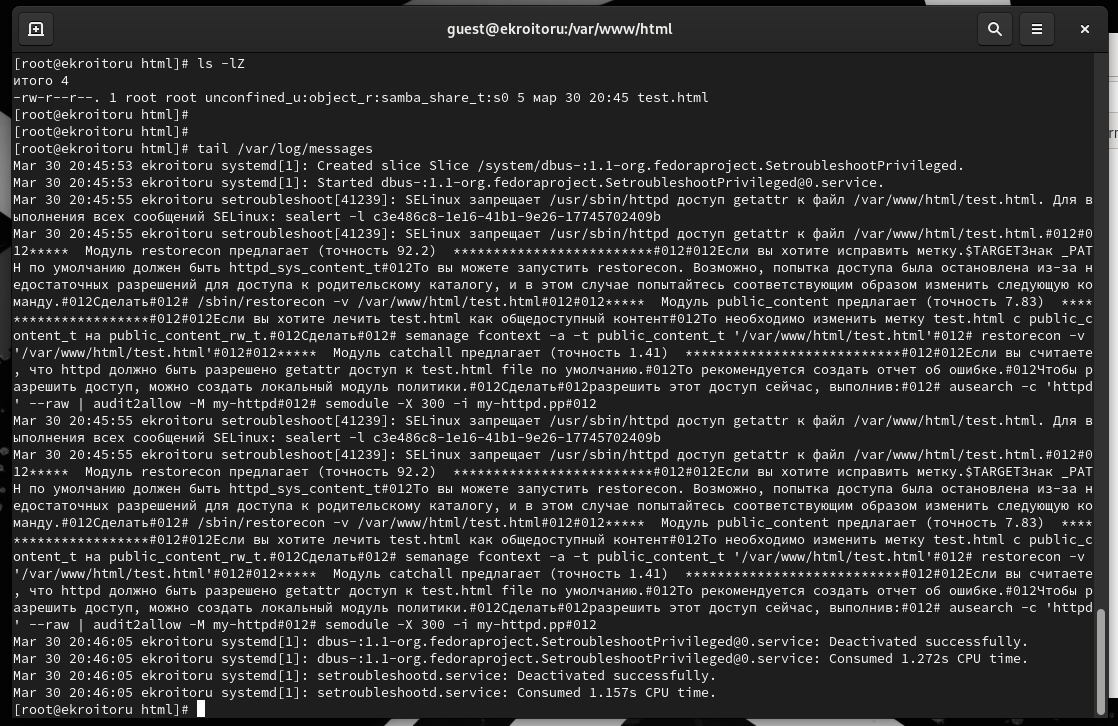 guest@ekroitoru:/var/www/html
[root@ekroitoru html]# ls -lZ
итого 4
-rw-r--r--. 1 root root unconfined_u:object_r:samba_share_t:s0 5 мар 30 20:45 test.html
[root@ekroitoru html]#
[root@ekroitoru html]#
[root@ekroitoru html]# tail /var/log/messages
Mar 30 20:45:53 ekroitoru systemd[1]: Created slice Slice /system/dbus-:1.1-org.fedoraproject.SetroubleshootPrivileged.
Mar 30 20:45:53 ekroitoru systemd[1]: Started dbus-:1.1-org.fedoraproject.SetroubleshootPrivileged@0.service.
Mar 30 20:45:55 ekroitoru setroubleshoot[41239]: SELinux запрещает /usr/sbin/httpd доступ getattr к файл /var/www/html/test.html. Для в
ыполнения всех сообщений SELinux: sealert -l c3e486c8-1e16-41b1-9e26-17745702409b
Mar 30 20:45:55 ekroitoru setroubleshoot[41239]: SELinux запрещает /usr/sbin/httpd доступ getattr к файл /var/www/html/test.html.#012#0
12*****  Модуль restorecon предлагает (точность 92.2)  *************************#012#012Если вы хотите исправить метку.$TARGETЗнак _PAT
H по умолчанию должен быть httpd_sys_content_t#012То вы можете запустить restorecon. Возможно, попытка доступа была остановлена из-за н
едостаточных разрешений для доступа к родительскому каталогу, и в этом случае попытайтесь соответствующим образом изменить следующую ко
манду.#012Сделать#012# /sbin/restorecon -v /var/www/html/test.html#012#012*****  Модуль public_content предлагает (точность 7.83)  ****
******************#012#012Если вы хотите лечить test.html как общедоступный контент#012То необходимо изменить метку test.html с public_c
ontent_t на public_content_rw_t.#012Сделать#012# semanage fcontext -a -t public_content_t '/var/www/html/test.html'#012# restorecon -v 
'/var/www/html/test.html'#012#012*****  Модуль catchall предлагает (точность 1.41)  ***************************#012#012Если вы считаете
, что httpd должно быть разрешено getattr доступ к test.html file по умолчанию.#012То рекомендуется создать отчет об ошибке.#012Чтобы р
азрешить доступ, можно создать локальный модуль политики.#012Сделать#012разрешить этот доступ сейчас, выполнив:#012# ausearch -c 'httpd
' --raw | audit2allow -M my-httpd#012# semodule -X 300 -i my-httpd.pp#012
Mar 30 20:45:55 ekroitoru setroubleshoot[41239]: SELinux запрещает /usr/sbin/httpd доступ getattr к файл /var/www/html/test.html. Для в
ыполнения всех сообщений SELinux: sealert -l c3e486c8-1e16-41b1-9e26-17745702409b
Mar 30 20:45:55 ekroitoru setroubleshoot[41239]: SELinux запрещает /usr/sbin/httpd доступ getattr к файл /var/www/html/test.html.#012#0
12*****  Модуль restorecon предлагает (точность 92.2)  *************************#012#012Если вы хотите исправить метку.$TARGETЗнак _PAT
H по умолчанию должен быть httpd_sys_content_t#012То вы можете запустить restorecon. Возможно, попытка доступа была остановлена из-за н
едостаточных разрешений для доступа к родительскому каталогу, и в этом случае попытайтесь соответствующим образом изменить следующую ко
манду.#012Сделать#012# /sbin/restorecon -v /var/www/html/test.html#012#012*****  Модуль public_content предлагает (точность 7.83)  ****
******************#012#012Если вы хотите лечить test.html как общедоступный контент#012То необходимо изменить метку test.html с public_c
ontent_t на public_content_rw_t.#012Сделать#012# semanage fcontext -a -t public_content_t '/var/www/html/test.html'#012# restorecon -v 
'/var/www/html/test.html'#012#012*****  Модуль catchall предлагает (точность 1.41)  ***************************#012#012Если вы считаете
, что httpd должно быть разрешено getattr доступ к test.html file по умолчанию.#012То рекомендуется создать отчет об ошибке.#012Чтобы р
азрешить доступ, можно создать локальный модуль политики.#012Сделать#012разрешить этот доступ сейчас, выполнив:#012# ausearch -c 'httpd
' --raw | audit2allow -M my-httpd#012# semodule -X 300 -i my-httpd.pp#012
Mar 30 20:46:05 ekroitoru systemd[1]: dbus-:1.1-org.fedoraproject.SetroubleshootPrivileged@0.service: Deactivated successfully.
Mar 30 20:46:05 ekroitoru systemd[1]: dbus-:1.1-org.fedoraproject.SetroubleshootPrivileged@0.service: Consumed 1.272s CPU time.
Mar 30 20:46:05 ekroitoru systemd[1]: setroubleshootd.service: Deactivated successfully.
Mar 30 20:46:05 ekroitoru systemd[1]: setroubleshootd.service: Consumed 1.157s CPU time.
[root@ekroitoru html]#